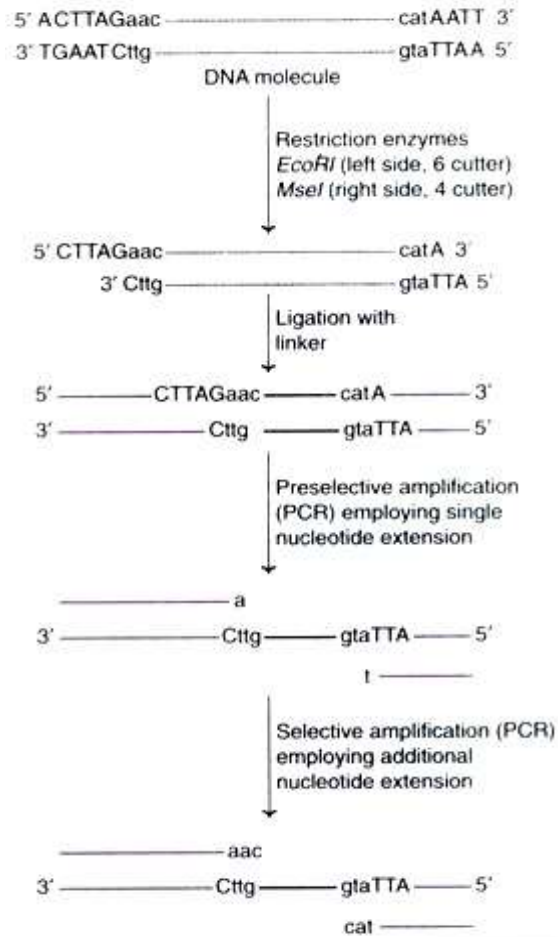 5′ ACTTAGaac catAATT 3′
3′ TGAATCttg gtaTTAA 5′
DNA molecule
Restriction enzymes
EcoRI (left side, 6 cutter)
MseI (right side, 4 cutter)
5′ CTTAGaac catA 3′
3′ Cttg gtaTTA 5′
Ligation with
linker
5′ CTTAGaac catA 3′
3′ Cttg gtaTTA 5′
Preselective amplification
(PCR) employing single
nucleotide extension
a
3′ Cttg gtaTTA 5′
t
Selective amplification (PCR)
employing additional
nucleotide extension
aac
3′ Cttg gtaTTA 5′
cat